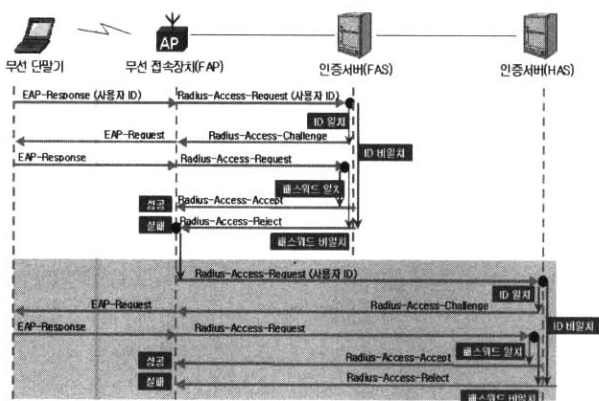 AP
무선 단말기 무선 접속장치(FAP) 인증서버(FAS) 인증서버(HAS)
EAP-Response (사용자 ID) Radius-Access-Request (사용자 ID)
ID 일치
EAP-Request Radius-Access-Challenge
ID 비일치
EAP-Response Radius-Access-Request
패스워드 일치
성공 Radius-Access-Accept
실패 Radius-Access-Reject
패스워드 비일치
Radius-Access-Request (사용자 ID)
ID 일치
EAP-Request Radius-Access-Challenge
ID 비일치
EAP-Response Radius-Access-Request
패스워드 일치
성공 Radius-Access-Accept
실패 Radius-Access-Reject
패스워드 비일치